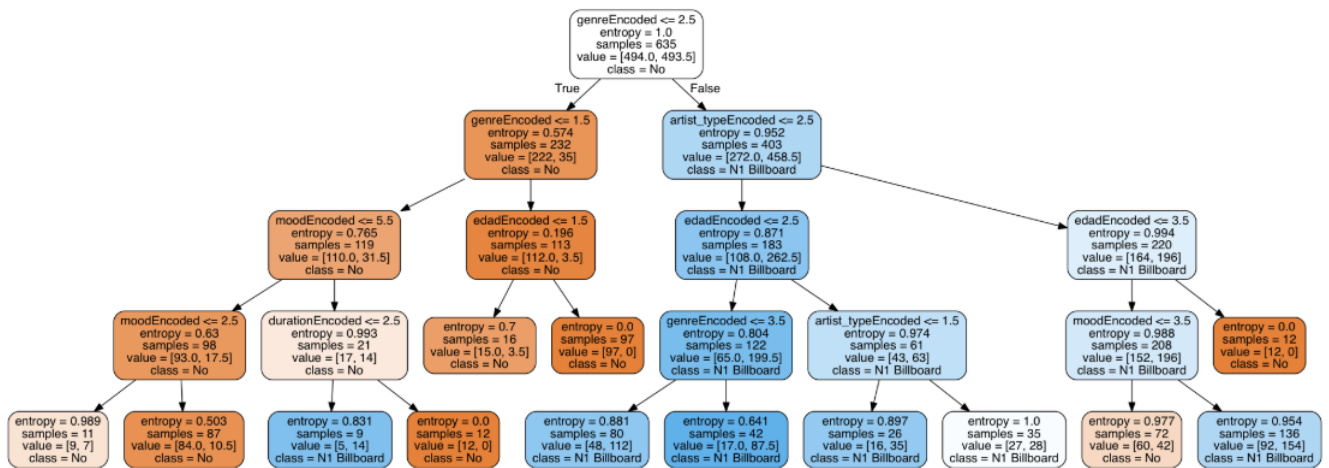 genreEncoded <= 2.5
entropy = 1.0
samples = 635
value = [494.0, 493.5]
class = No
True
False
genreEncoded <= 1.5
entropy = 0.574
samples = 232
value = [222, 35]
class = No
artist_typeEncoded <= 2.5
entropy = 0.952
samples = 403
value = [272.0, 458.5]
class = N1 Billboard
moodEncoded <= 5.5
entropy = 0.765
samples = 119
value = [110.0, 31.5]
class = No
edadEncoded <= 1.5
entropy = 0.196
samples = 113
value = [112.0, 3.5]
class = No
edadEncoded <= 2.5
entropy = 0.871
samples = 183
value = [108.0, 262.5]
class = N1 Billboard
edadEncoded <= 3.5
entropy = 0.994
samples = 220
value = [164, 196]
class = N1 Billboard
moodEncoded <= 2.5
entropy = 0.63
samples = 98
value = [93.0, 17.5]
class = No
durationEncoded <= 2.5
entropy = 0.993
samples = 21
value = [17, 14]
class = No
entropy = 0.7
samples = 16
value = [15.0, 3.5]
class = No
entropy = 0.0
samples = 97
value = [97, 0]
class = No
genreEncoded <= 3.5
entropy = 0.804
samples = 122
value = [65.0, 199.5]
class = N1 Billboard
artist_typeEncoded <= 1.5
entropy = 0.974
samples = 61
value = [43, 63]
class = N1 Billboard
moodEncoded <= 3.5
entropy = 0.988
samples = 208
value = [152, 196]
class = N1 Billboard
entropy = 0.0
samples = 12
value = [12, 0]
class = No
entropy = 0.989
samples = 11
value = [9, 7]
class = No
entropy = 0.503
samples = 87
value = [84.0, 10.5]
class = No
entropy = 0.831
samples = 9
value = [5, 14]
class = N1 Billboard
entropy = 0.0
samples = 12
value = [12, 0]
class = No
entropy = 0.881
samples = 80
value = [48, 112]
class = N1 Billboard
entropy = 0.641
samples = 42
value = [17.0, 87.5]
class = N1 Billboard
entropy = 0.897
samples = 26
value = [16, 35]
class = N1 Billboard
entropy = 1.0
samples = 35
value = [27, 28]
class = N1 Billboard
entropy = 0.977
samples = 72
value = [60, 42]
class = No
entropy = 0.954
samples = 136
value = [92, 154]
class = N1 Billboard